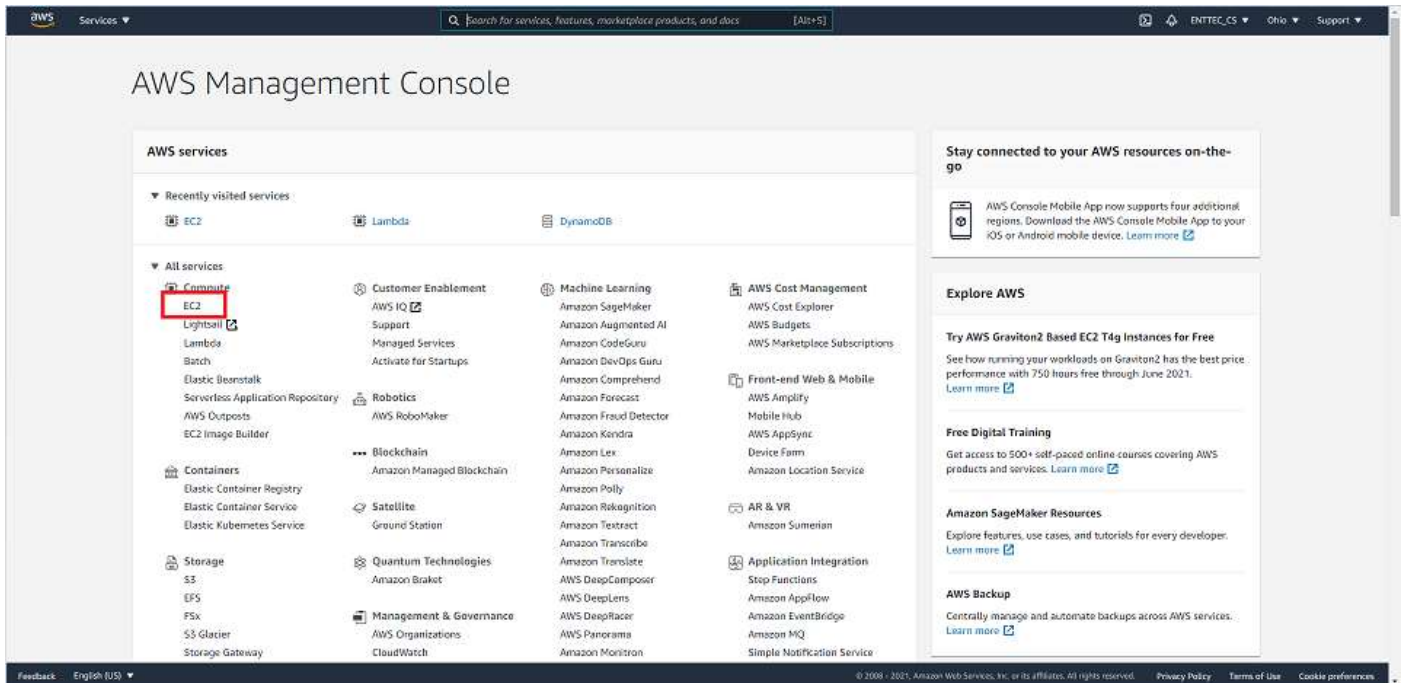 aws
Services ▼
Search for services, features, marketplace products, and docs
[Alt+S]
ENTTEC_CS ▼
Ohio ▼
Support ▼
AWS Management Console
AWS services
▼ Recently visited services
EC2
Lambda
DynamoDB
▼ All services
Compute
EC2
Lightsail
Lambda
Batch
Elastic Beanstalk
Serverless Application Repository
AWS Outposts
EC2 Image Builder
Containers
Elastic Container Registry
Elastic Container Service
Elastic Kubernetes Service
Storage
S3
EFS
FSx
S3 Glacier
Storage Gateway
Customer Enablement
AWS IQ
Support
Managed Services
Activate for Startups
Robotics
AWS RoboMaker
Blockchain
Amazon Managed Blockchain
Satellite
Ground Station
Quantum Technologies
Amazon Braket
Management & Governance
AWS Organizations
CloudWatch
Machine Learning
Amazon SageMaker
Amazon Augmented AI
Amazon CodeGuru
Amazon DevOps Guru
Amazon Comprehend
Amazon Forecast
Amazon Fraud Detector
Amazon Kendra
Amazon Lex
Amazon Personalize
Amazon Polly
Amazon Rekognition
Amazon Textract
Amazon Transcribe
Amazon Translate
AWS DeepComposer
AWS DeepLens
AWS DeepRacer
AWS Panorama
Amazon Monitron
AWS Cost Management
AWS Cost Explorer
AWS Budgets
AWS Marketplace Subscriptions
Front-end Web & Mobile
AWS Amplify
Mobile Hub
AWS AppSync
Device Farm
Amazon Location Service
AR & VR
Amazon Sumerian
Application Integration
Step Functions
Amazon AppFlow
Amazon EventBridge
Amazon MQ
Simple Notification Service
Stay connected to your AWS resources on-the-
go
AWS Console Mobile App now supports four additional
regions. Download the AWS Console Mobile App to your
iOS or Android mobile device. Learn more
Explore AWS
Try AWS Graviton2 Based EC2 T4g Instances for Free
See how running your workloads on Graviton2 has the best price
performance with 750 hours free through June 2021.
Learn more
Free Digital Training
Get access to 500+ self-paced online courses covering AWS
products and services. Learn more
Amazon SageMaker Resources
Explore features, use cases, and tutorials for every developer.
Learn more
AWS Backup
Centrally manage and automate backups across AWS services.
Learn more
Feedback
English (US) ▼
© 2008 - 2021, Amazon Web Services, Inc. or its affiliates. All rights reserved.
Privacy Policy
Terms of Use
Cookie preferences